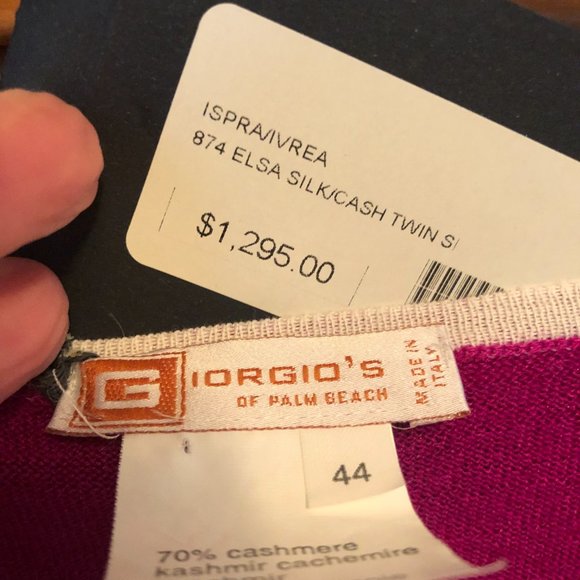 ISPRA/IVREA
874 ELSA SILK/CASH TWIN
$1,295.00
GIORGIO'S
OF PALM BEACH
MADE IN
ITALY
44
70% cashmere
kashmir cachemire